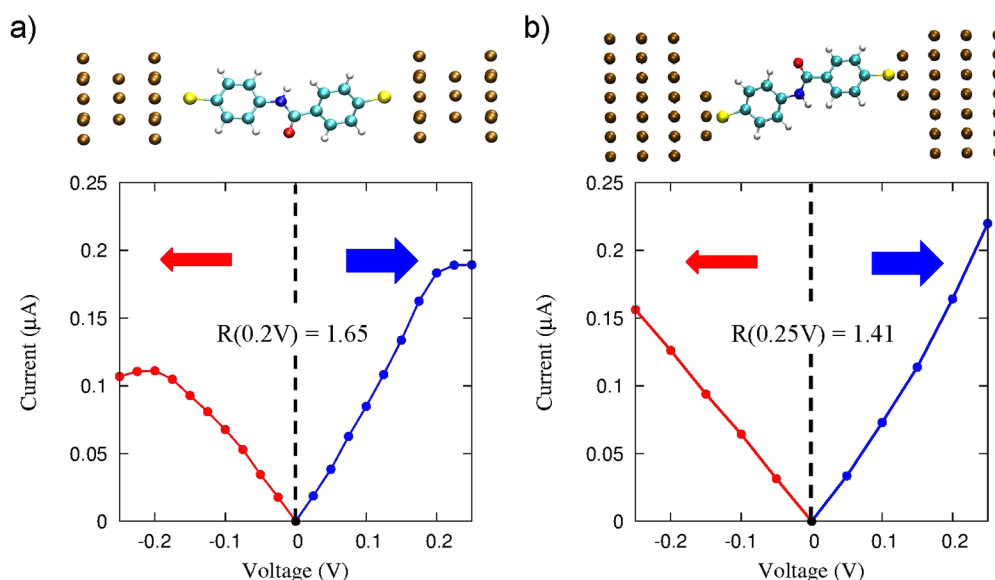 a)
0.25
0.2
0.15
0.1
0.05
0
Current (μA)
R(0.2V) = 1.65
-0.2 -0.1 0 0.1 0.2
Voltage (V)
b)
0.25
0.2
0.15
0.1
0.05
0
Current (μA)
R(0.25V) = 1.41
-0.2 -0.1 0 0.1 0.2
Voltage (V)